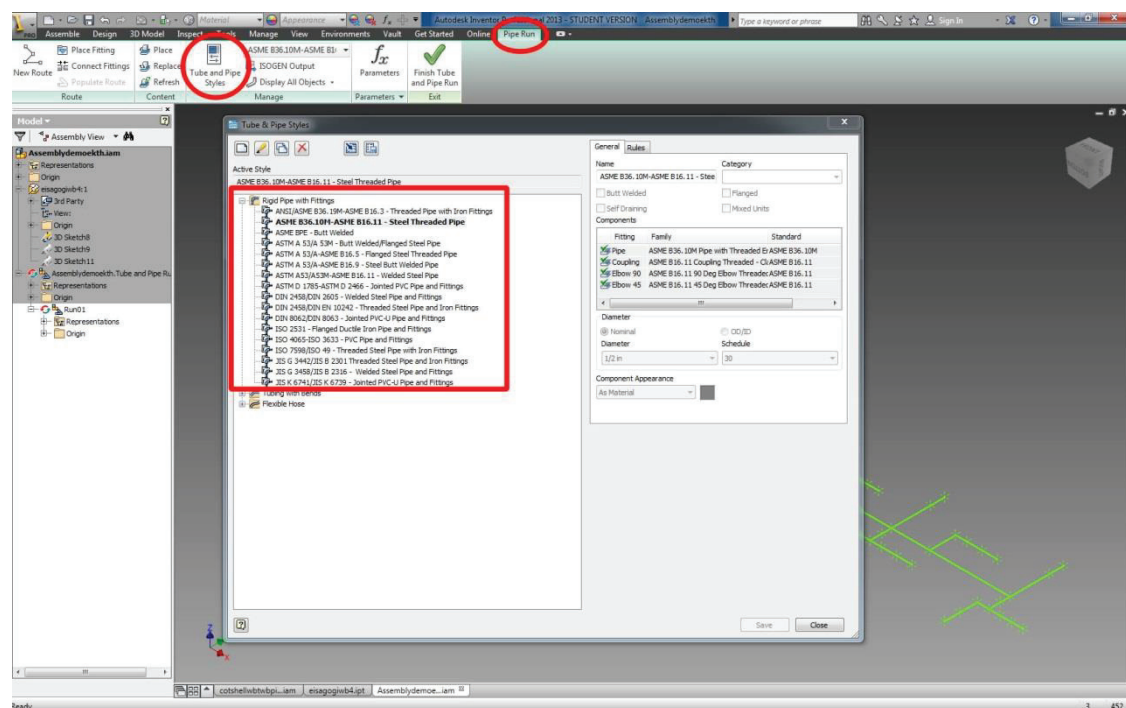 Material
Appearance
Autodesk Inventor Professional 2013 - STUDENT VERSION Assemblydemoekth
Type a keyword or phrase
Sign In
PRO
Assemble Design 3D Model Inspect Tools Manage View Environments Vault Get Started Online Pipe Run
New Route
Place Fitting
Connect Fittings
Populate Route
Place
Replace
Refresh
Tube and Pipe
Styles
ASME B36.10M-ASME B1
ISOGEN Output
Display All Objects
fx
Parameters
Finish Tube
and Pipe Run
Route Content Manage Parameters Exit
Model
Assembly View
Assemblydemoekth.iam
Representations
Origin
eisagogiwb4:1
3rd Party
View:
Origin
3D Sketch8
3D Sketch9
3D Sketch11
Assemblydemoekth.Tube and Pipe Ru
Representations
Origin
Run01
Representations
Origin
Tube & Pipe Styles
Active Style
ASME B36.10M-ASME B16.11 - Steel Threaded Pipe
Rigid Pipe with Fittings
ANSI/ASME B36.19M-ASME B16.3 - Threaded Pipe with Iron Fittings
ASME B36.10M-ASME B16.11 - Steel Threaded Pipe
ASME BPE - Butt Welded
ASTM A 53/A 53M - Butt Welded/Flanged Steel Pipe
ASTM A 53/A-ASME B16.5 - Flanged Steel Threaded Pipe
ASTM A 53/A-ASME B16.9 - Steel Butt Welded Pipe
ASTM A53/A53M-ASME B16.11 - Welded Steel Pipe
ASTM D 1785-ASTM D 2466 - Jointed PVC Pipe and Fittings
DIN 2458/DIN 2605 - Welded Steel Pipe and Fittings
DIN 2458/DIN EN 10242 - Threaded Steel Pipe and Iron Fittings
DIN 8062/DIN 8063 - Jointed PVC-U Pipe and Fittings
ISO 2531 - Flanged Ductile Iron Pipe and Fittings
ISO 4065-ISO 3633 - PVC Pipe and Fittings
ISO 7598/ISO 49 - Threaded Steel Pipe with Iron Fittings
JIS G 3442/JIS B 2301 Threaded Steel Pipe and Iron Fittings
JIS G 3458/JIS B 2316 - Welded Steel Pipe and Fittings
JIS K 6741/JIS K 6739 - Jointed PVC-U Pipe and Fittings
Tubing with Bends
Flexible Hose
General Rules
Name Category
ASME B36.10M-ASME B16.11 - Stee
Butt Welded Flanged
Self Draining Mixed Units
Components
Fitting Family Standard
Pipe ASME B36.10M Pipe with Threaded E ASME B36.10M
Coupling ASME B16.11 Coupling Threaded - Cl ASME B16.11
Elbow 90 ASME B16.11 90 Deg Elbow Threadec ASME B16.11
Elbow 45 ASME B16.11 45 Deg Elbow Threadec ASME B16.11
Diameter
Nominal OD/ID
Diameter Schedule
1/2 in 30
Component Appearance
As Material
Save Close
z
x
cotshellwbtwbpi...iam eisagogiwb4.ipt Assemblydemoe...iam
Ready
3 452